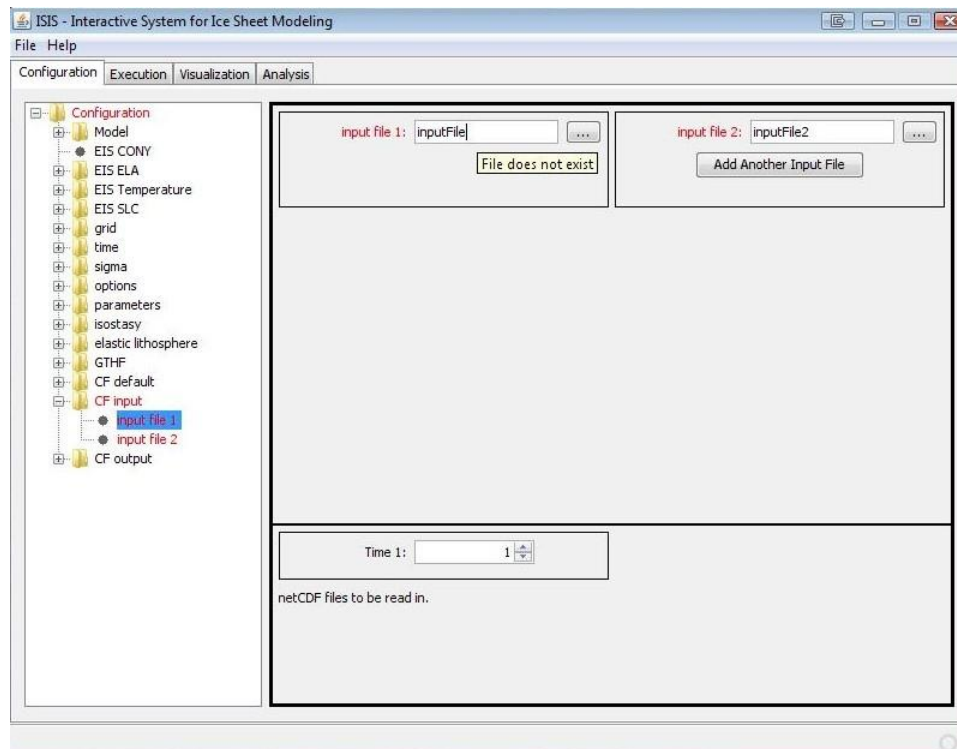 ISIS - Interactive System for Ice Sheet Modeling
File Help
Configuration Execution Visualization Analysis
Configuration
Model
EIS CONY
EIS ELA
EIS Temperature
EIS SLC
grid
time
sigma
options
parameters
isostasy
elastic lithosphere
GTHF
CF default
CF input
input file 1
input file 2
CF output
input file 1: inputFile ...
File does not exist
input file 2: inputFile2 ...
Add Another Input File
Time 1: 1
netCDF files to be read in.